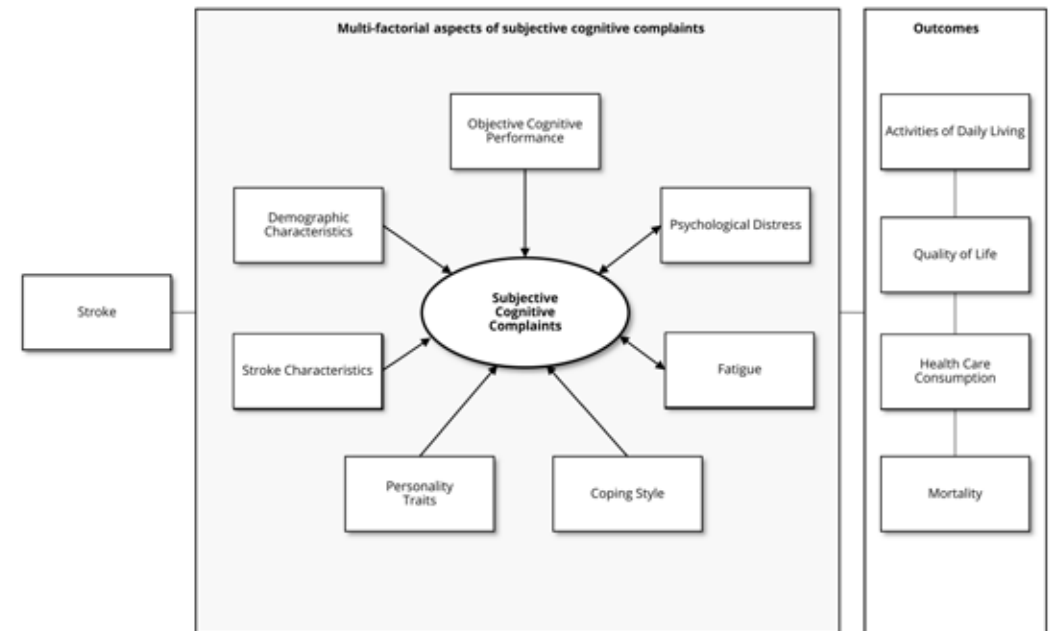 Multi-factorial aspects of subjective cognitive complaints
Outcomes
Objective Cognitive
Performance
Activities of Daily Living
Demographic
Characteristics
Psychological Distress
Quality of Life
Stroke
Subjective
Cognitive
Complaints
Stroke Characteristics
Fatigue
Health Care
Consumption
Personality
Traits
Coping Style
Mortality